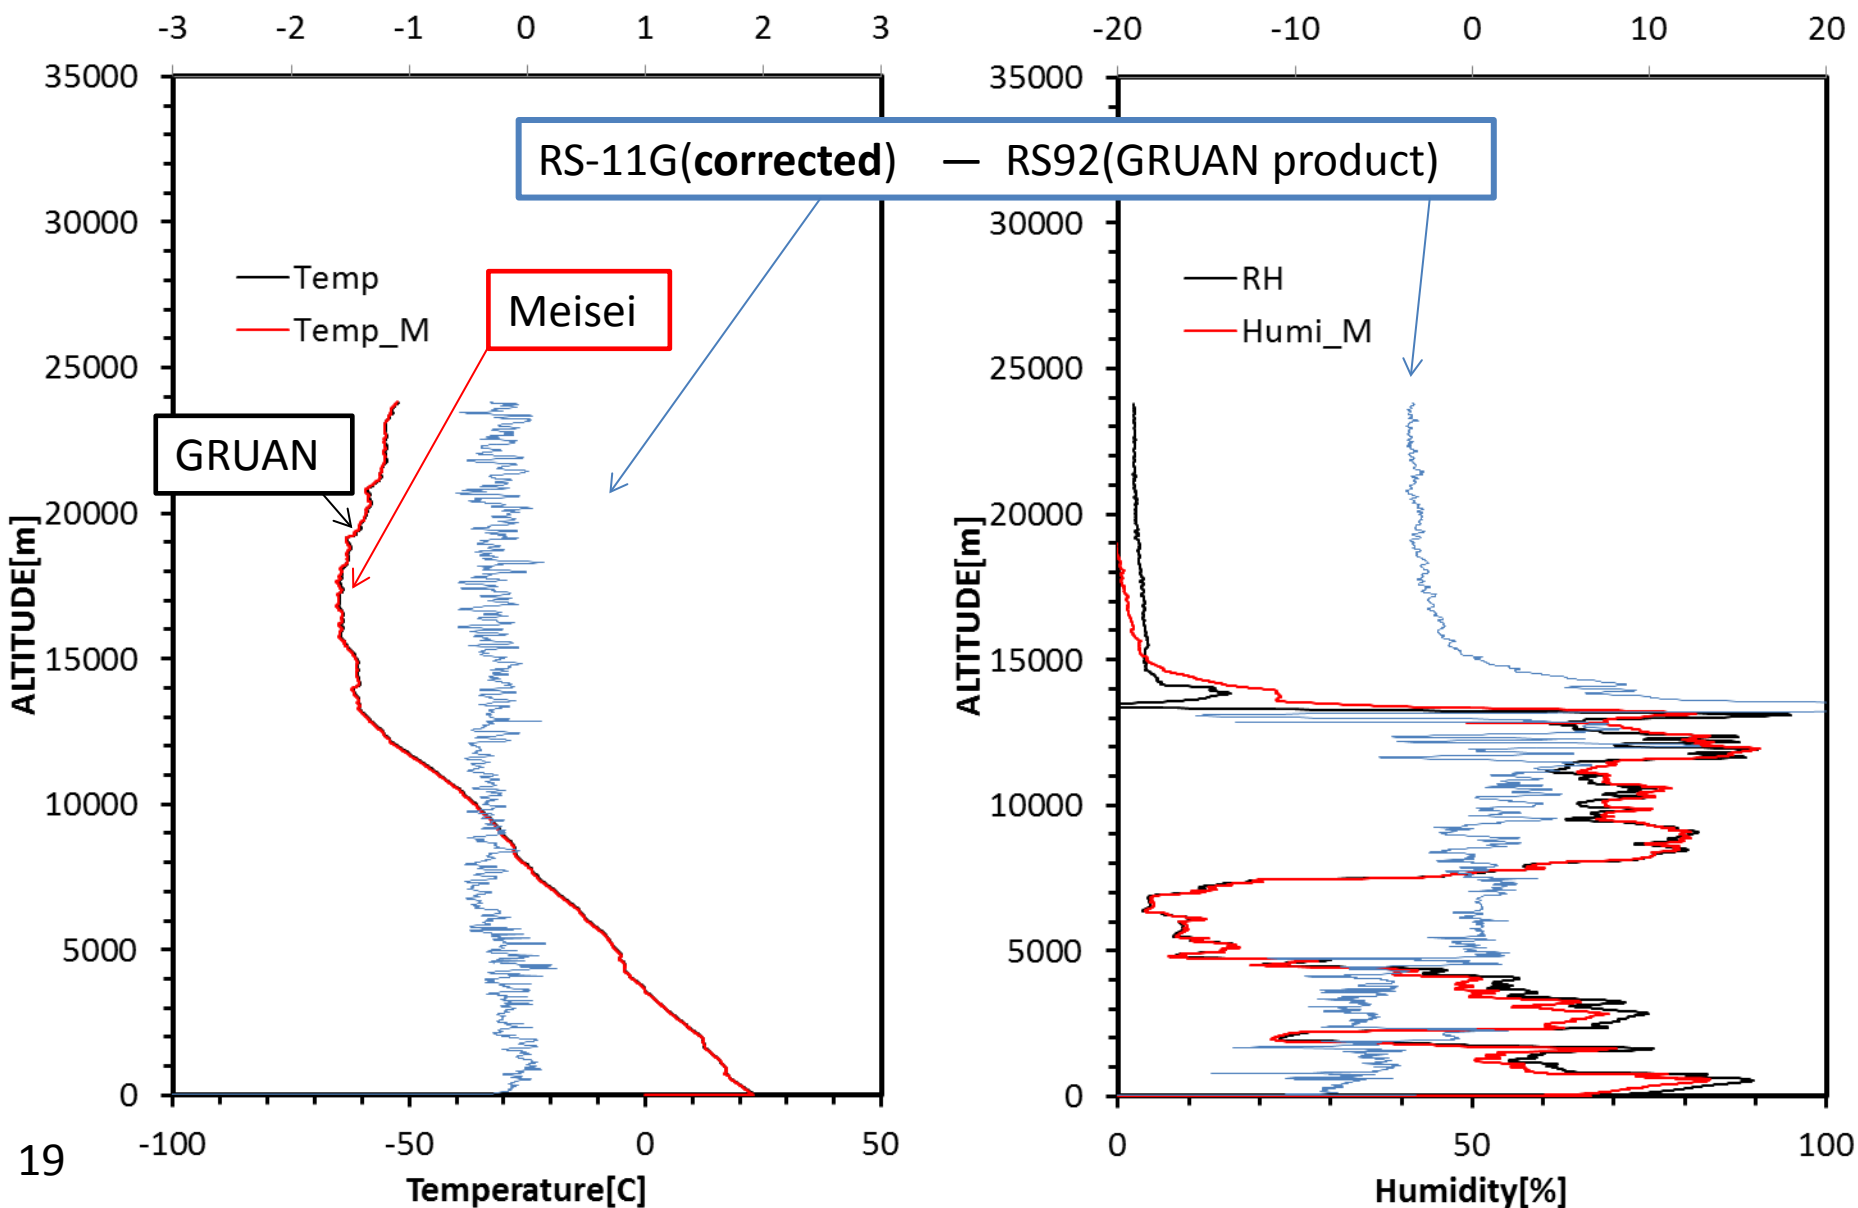 -3 -2 -1 0 1 2 3
-20 -10 0 10 20
35000
30000
25000
20000
15000
10000
5000
0
35000
30000
25000
20000
15000
10000
5000
0
RS-11G(corrected) — RS92(GRUAN product)
Temp
Temp_M
Meisei
GRUAN
RH
Humi_M
ALTITUDE[m]
ALTITUDE[m]
-100 -50 0 50
0 50 100
Temperature[C]
Humidity[%]
19